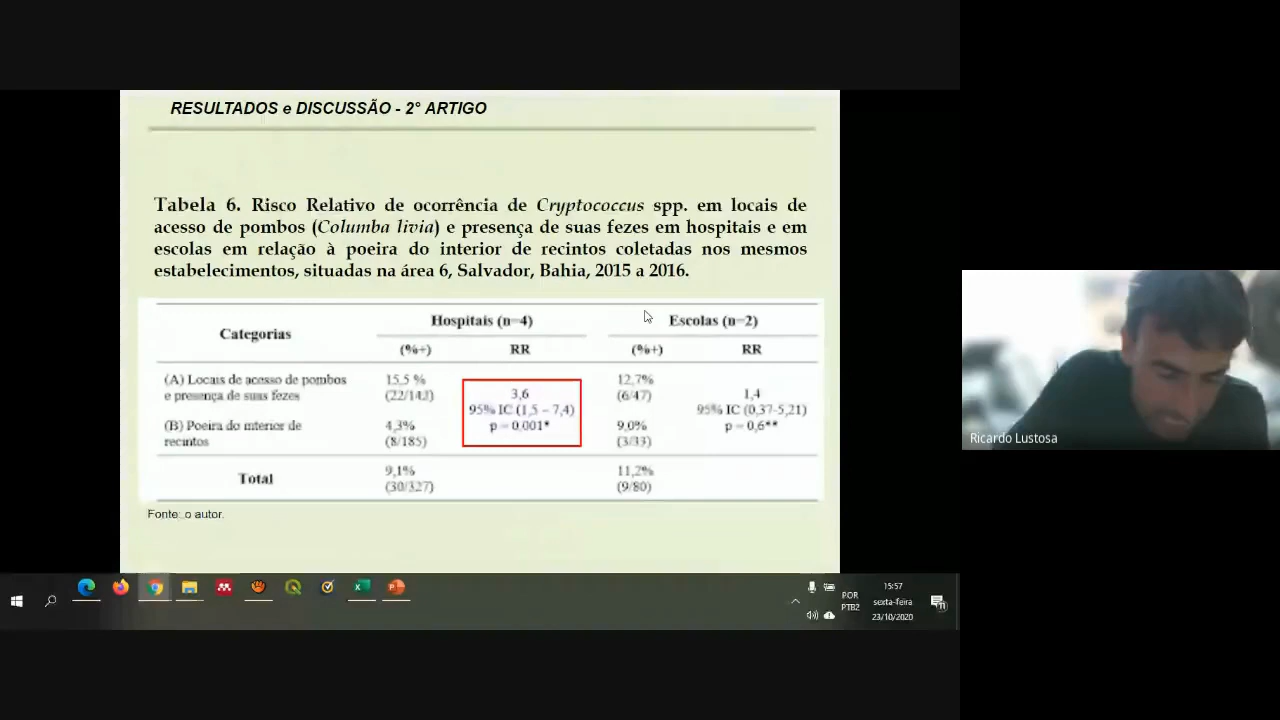 RESULTADOS e DISCUSSÃO - 2° ARTIGO
Tabela 6. Risco Relativo de ocorrência de Cryptococcus spp. em locais de
acesso de pombos (Columba livia) e presença de suas fezes em hospitais e em
escolas em relação à poeira do interior de recintos coletadas nos mesmos
estabelecimentos, situadas na área 6, Salvador, Bahia, 2015 a 2016.
Categorias
Hospitais (n=4)
Escolas (n=2)
(%+)
RR
(%+)
RR
(A) Locais de acesso de pombos
e presença de suas fezes
15,5 %
(22/142)
3,6
95% IC (1,5 – 7,4)
p = 0,001*
12,7%
(6/47)
1,4
95% IC (0,37-5,21)
p = 0,6**
(B) Poeira do interior de
recintos
4,3%
(8/185)
9,0%
(3/33)
Total
9,1%
(30/327)
11,2%
(9/80)
Fonte: o autor.
Ricardo Lustosa
POR
PTB2
15:57
sexta-feira
23/10/2020